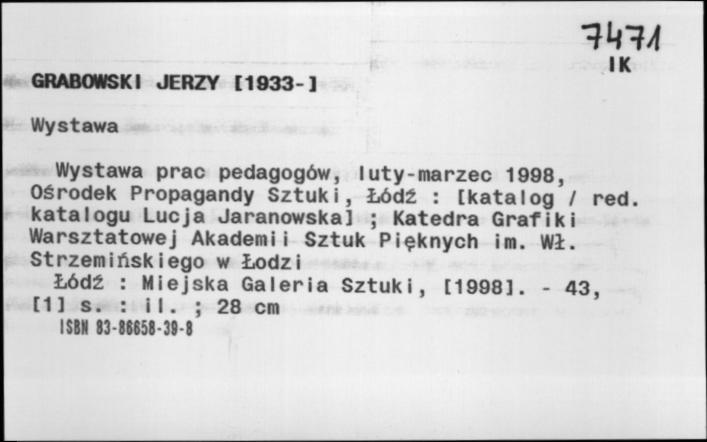 7471
IK
GRABOWSKI JERZY [1933- ]
Wystawa
Wystawa prac pedagogów, luty-marzec 1998,
Ośrodek Propagandy Sztuki, Łódź : [katalog / red.
katalogu Lucja Jaranowska] ; Katedra Grafiki
Warsztatowej Akademii Sztuk Pięknych im. Wł.
Strzemińskiego w Łodzi
Łódź : Miejska Galeria Sztuki, [1998]. - 43,
[1] s. : il. ; 28 cm
ISBN 83-86658-39-8